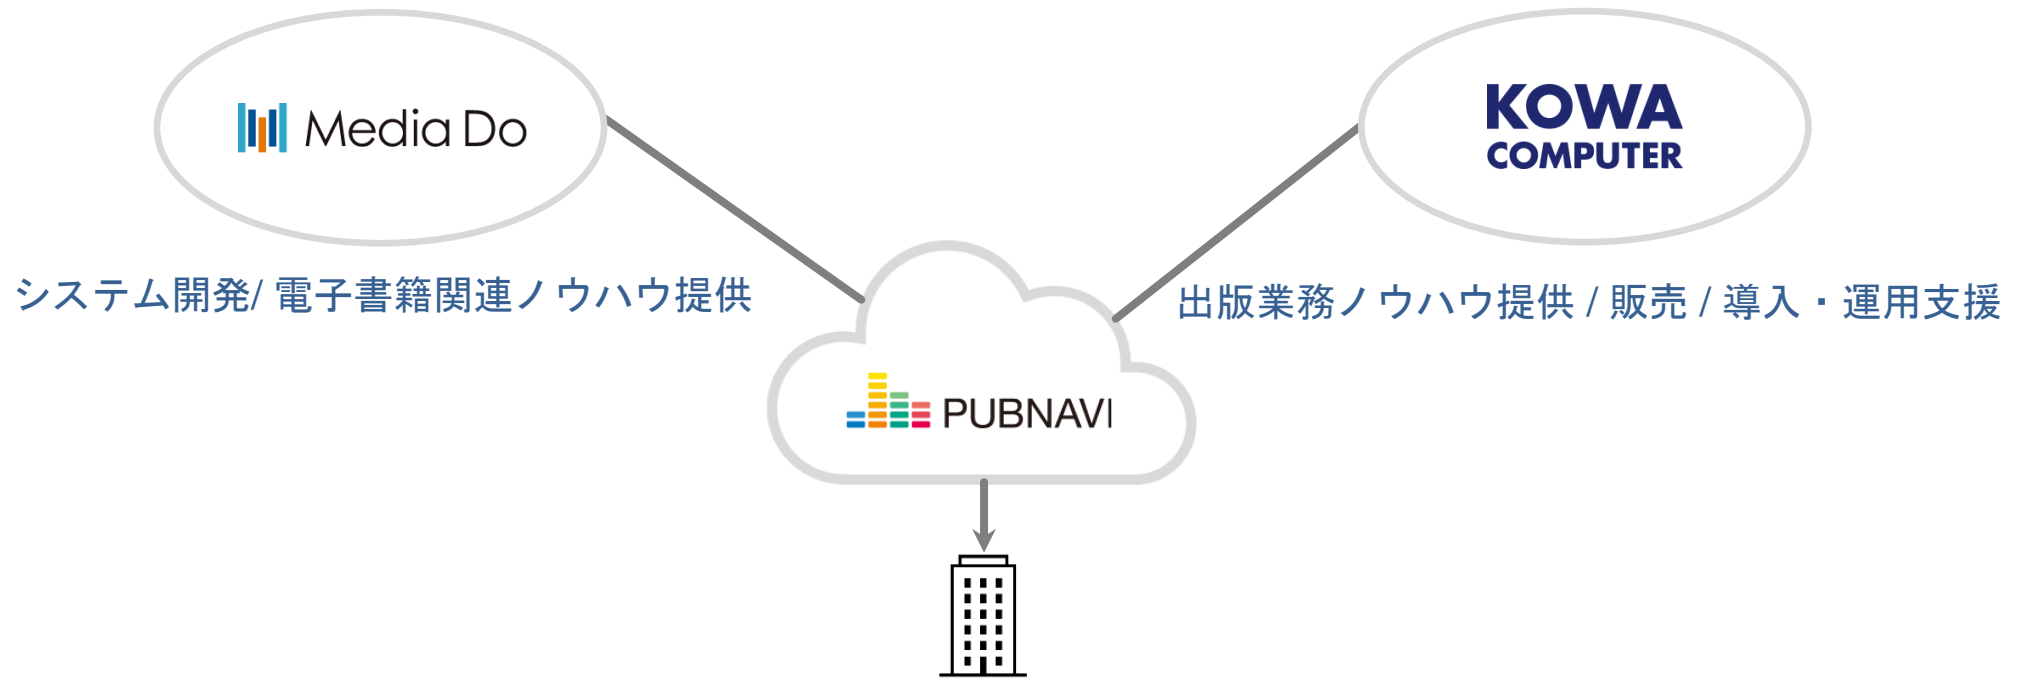 Media Do
KOWA
COMPUTER
システム開発/ 電子書籍関連ノウハウ提供
出版業務ノウハウ提供 / 販売 / 導入・運用支援
PUBNAVI